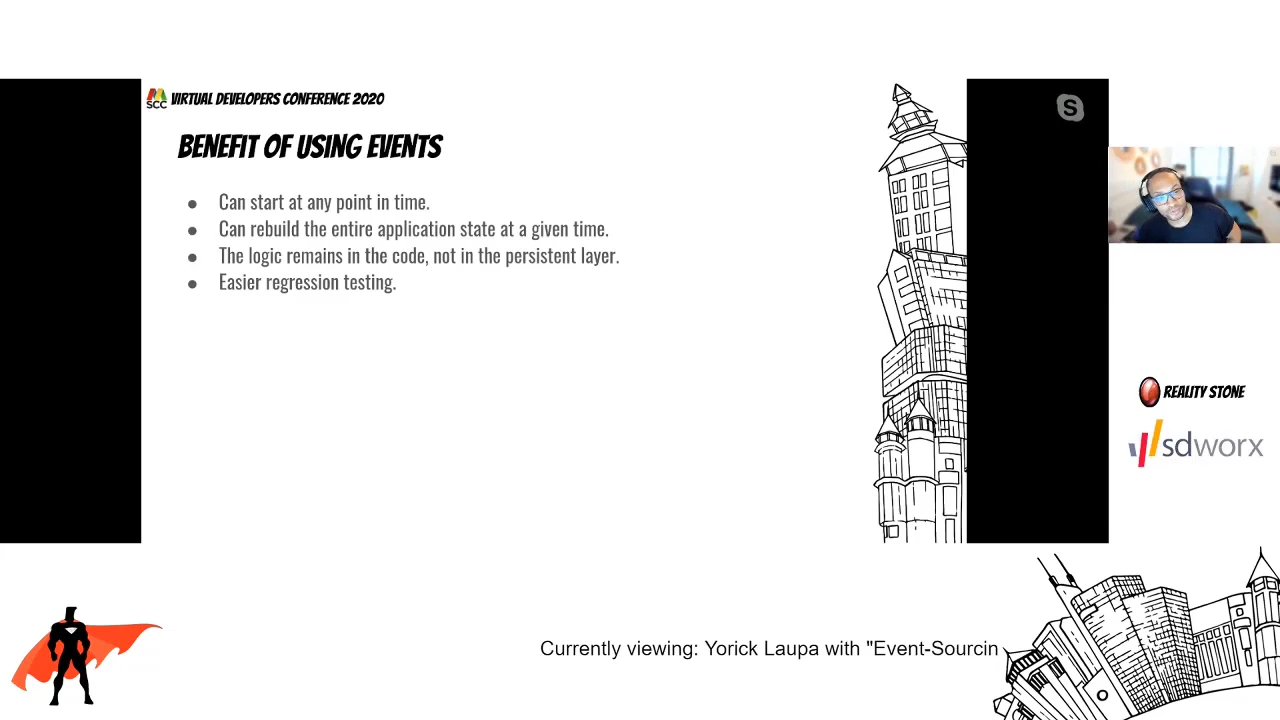 SCC VIRTUAL DEVELOPERS CONFERENCE 2020
BENEFIT OF USING EVENTS
● Can start at any point in time.
● Can rebuild the entire application state at a given time.
● The logic remains in the code, not in the persistent layer.
● Easier regression testing.
S
REALITY STONE
sdworx
Currently viewing: Yorick Laupa with "Event-Sourcin